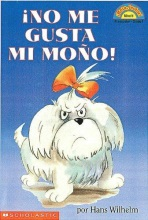 ¡NO ME
GUSTA
MI MOÑO!
SCHOLASTIC
por Hans Wilhelm